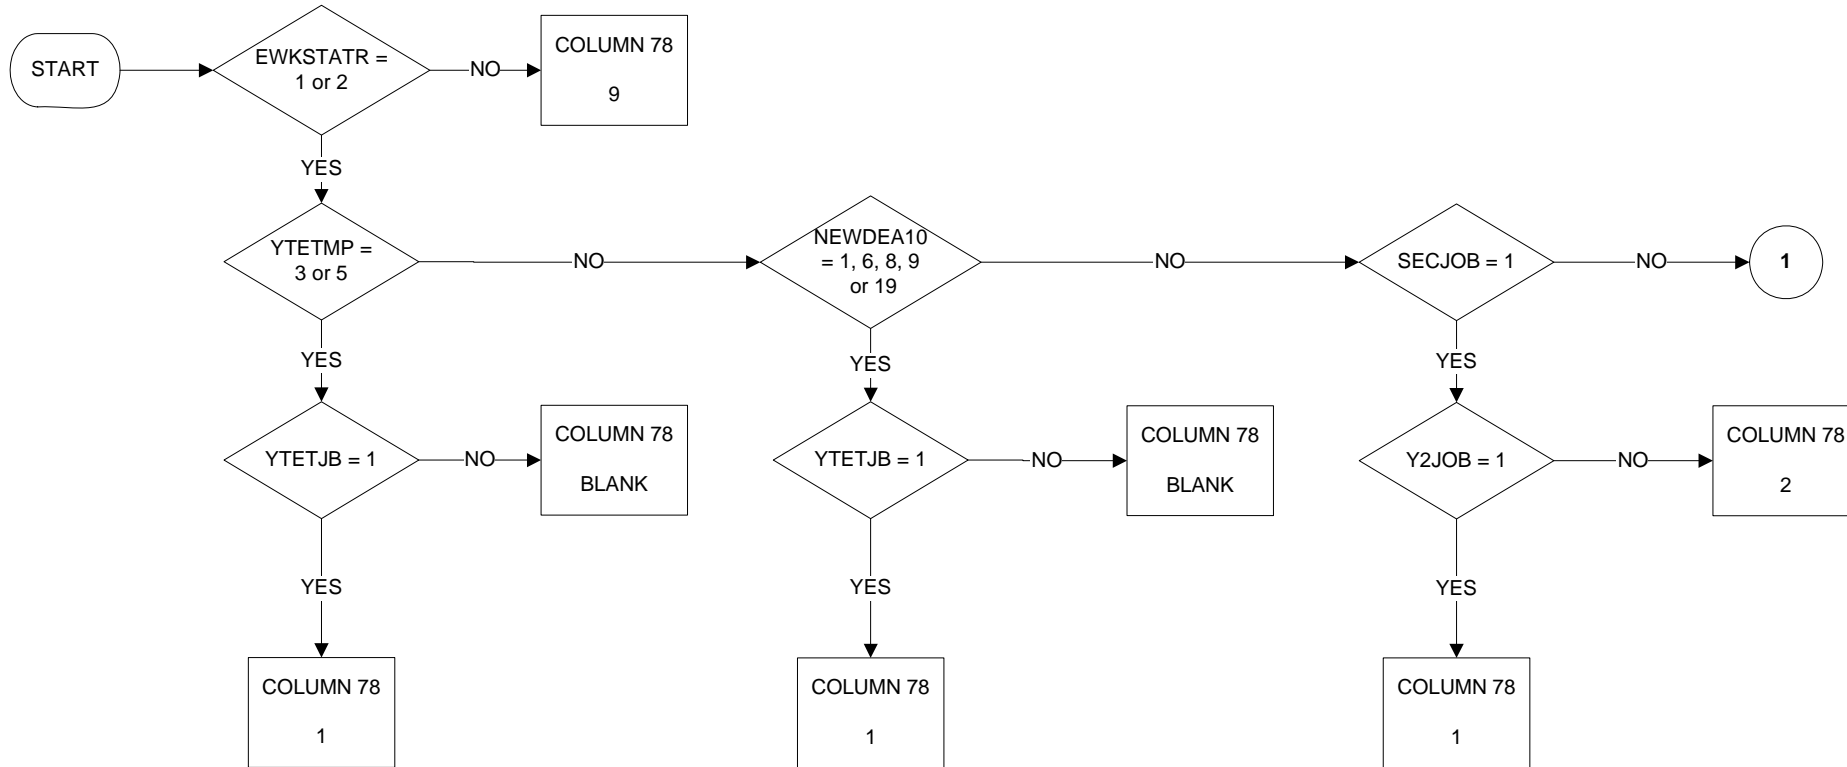 START
EWKSTATR =
1 or 2
NO
COLUMN 78
9
YES
YTETMP =
3 or 5
NO
NEWDEA10
= 1, 6, 8, 9
or 19
NO
SECJOB = 1
NO
1
YES
YES
YES
YTETJB = 1
NO
COLUMN 78
BLANK
YTETJB = 1
NO
COLUMN 78
BLANK
Y2JOB = 1
NO
COLUMN 78
2
YES
YES
YES
COLUMN 78
1
COLUMN 78
1
COLUMN 78
1